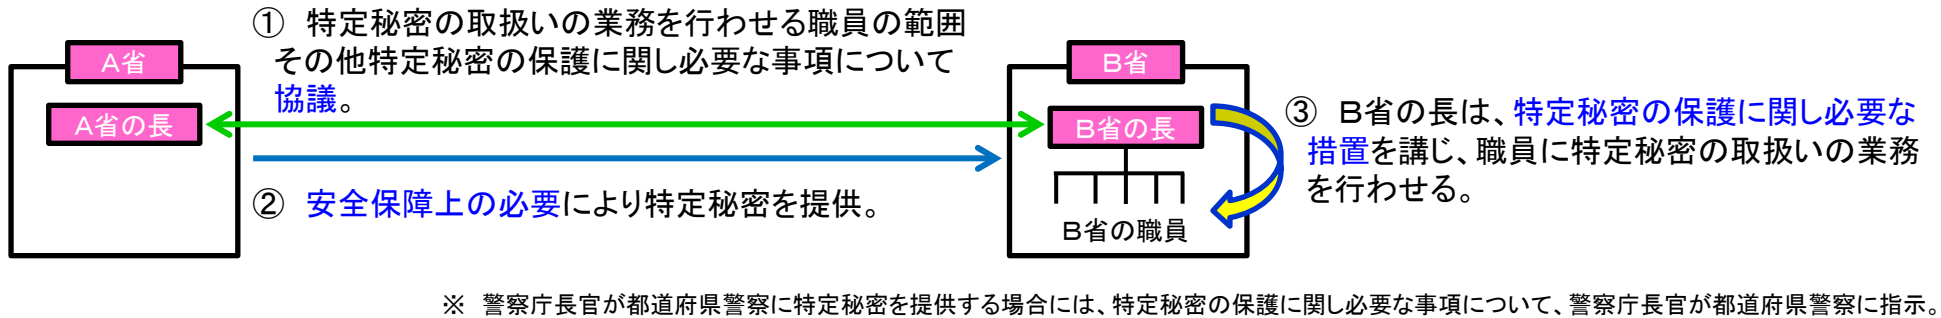 ① 特定秘密の取扱いの業務を行わせる職員の範囲
その他特定秘密の保護に関し必要な事項について
協議。
A省
A省の長
② 安全保障上の必要により特定秘密を提供。
B省
B省の長
B省の職員
③ B省の長は、特定秘密の保護に関し必要な
措置を講じ、職員に特定秘密の取扱いの業務
を行わせる。
※ 警察庁長官が都道府県警察に特定秘密を提供する場合には、特定秘密の保護に関し必要な事項について、警察庁長官が都道府県警察に指示。